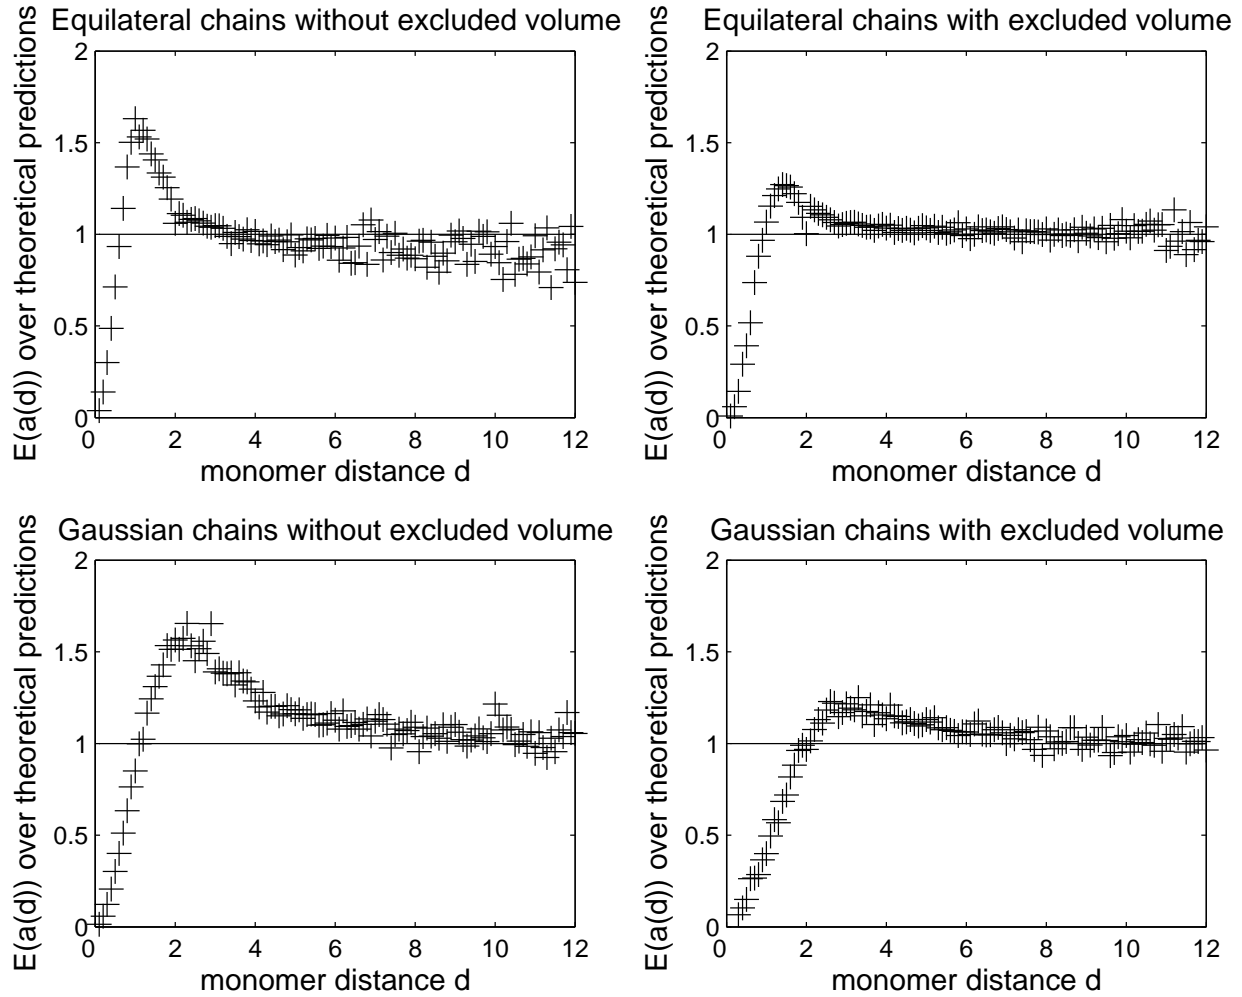 Equilateral chains without excluded volume
E(a(d)) over theoretical predictions
2
1.5
1
0.5
0
0 2 4 6 8 10 12
monomer distance d
Equilateral chains with excluded volume
E(a(d)) over theoretical predictions
2
1.5
1
0.5
0
0 2 4 6 8 10 12
monomer distance d
Gaussian chains without excluded volume
E(a(d)) over theoretical predictions
2
1.5
1
0.5
0
0 2 4 6 8 10 12
monomer distance d
Gaussian chains with excluded volume
E(a(d)) over theoretical predictions
2
1.5
1
0.5
0
0 2 4 6 8 10 12
monomer distance d